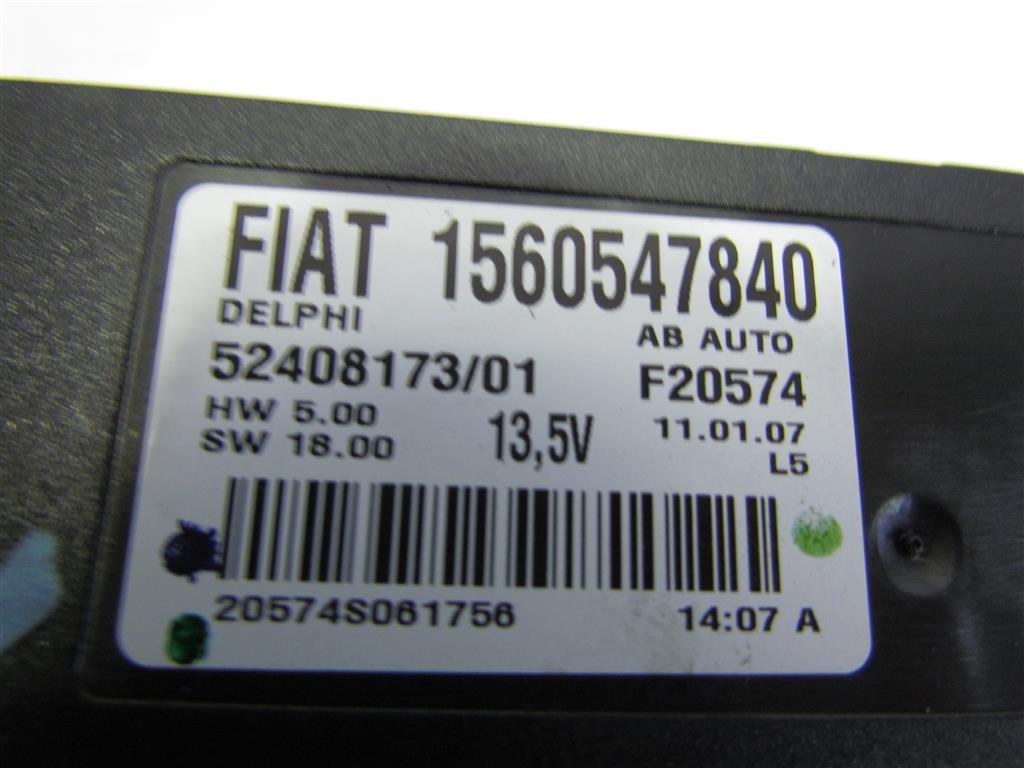 FIAT 1560547840
DELPHI AB AUTO
52408173/01 F20574
HW 5.00 13,5V 11.01.07
SW 18.00 L5
20574S061756 14:07 A